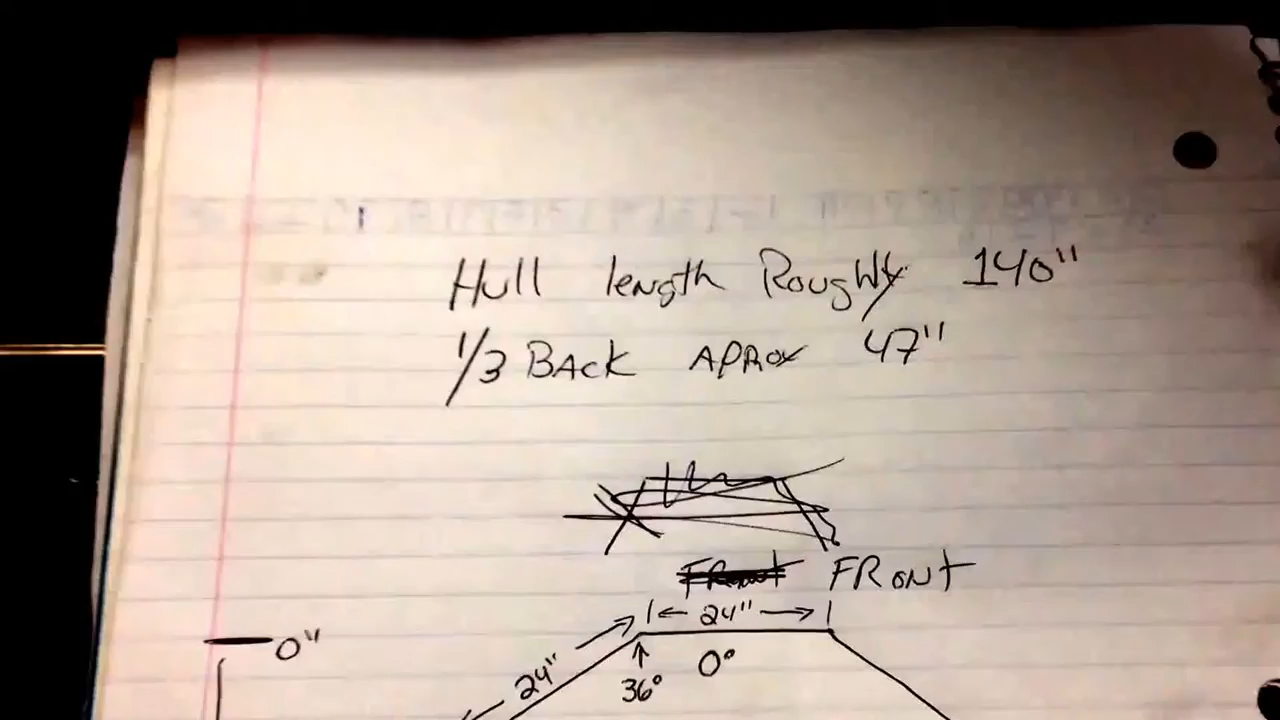 Hull length Roughly 140"
1/3 BACK APROX 47"
FRONT FRONT
24"
0"
24"
36°
0°